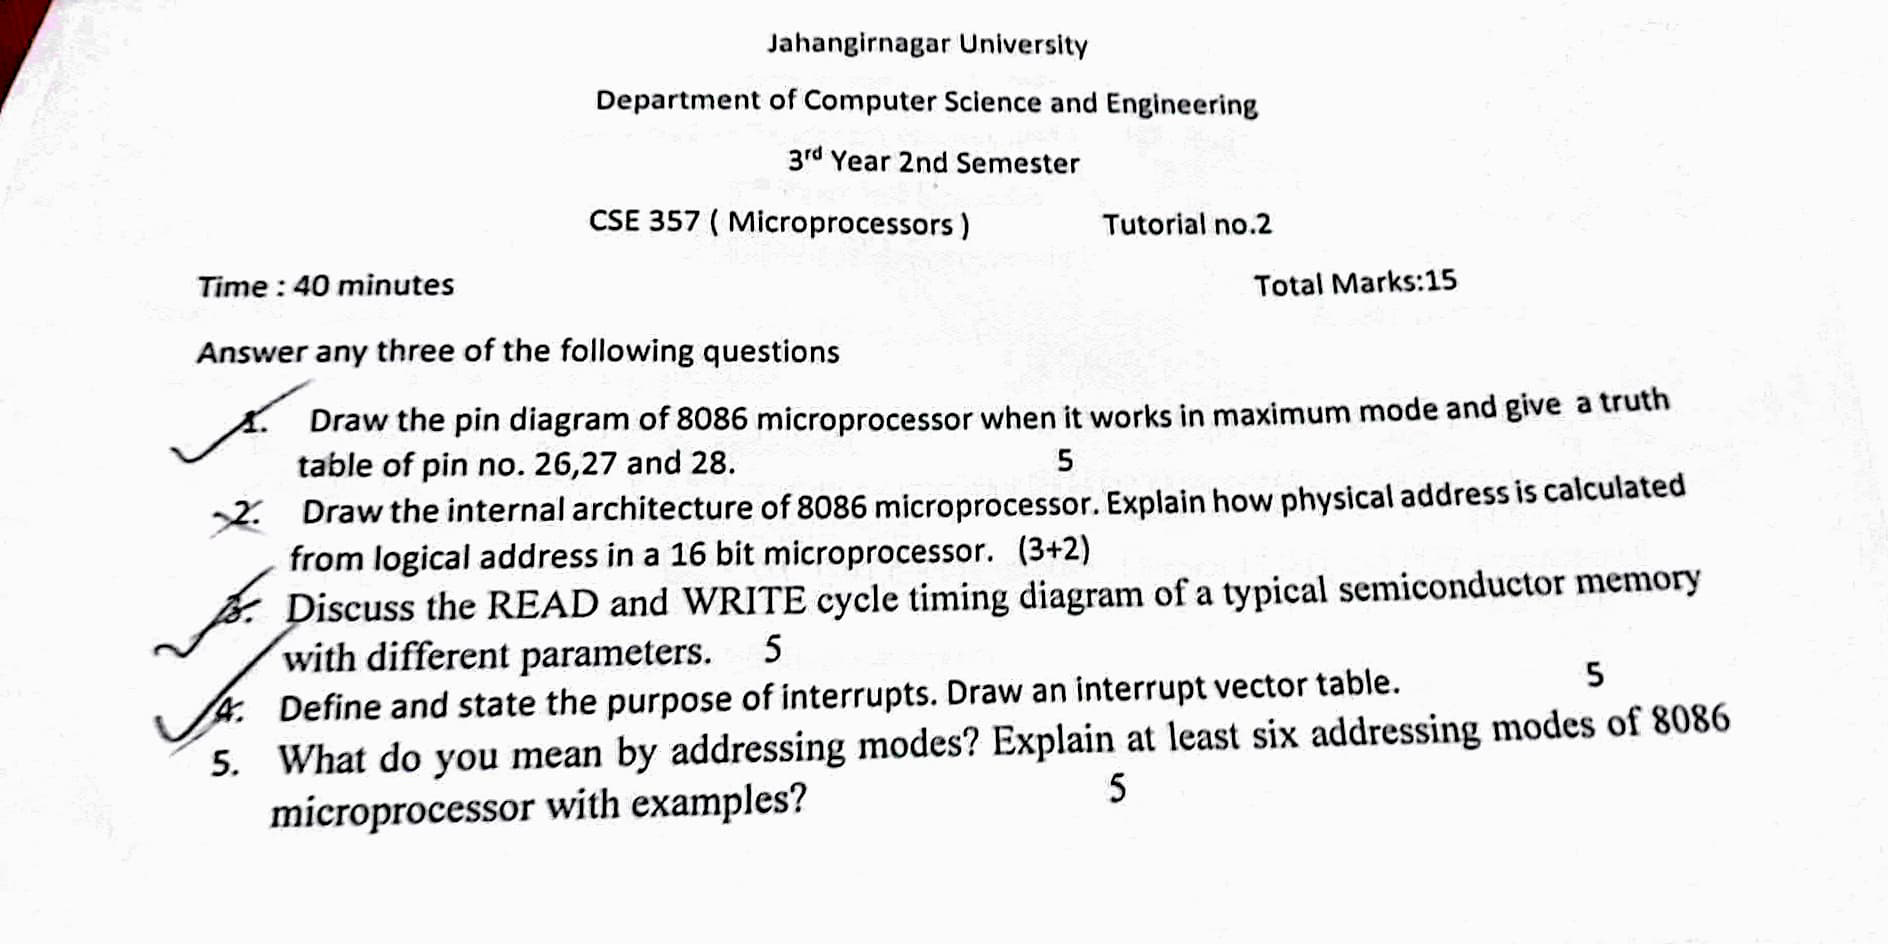 Jahangirnagar University
Department of Computer Science and Engineering
3rd Year 2nd Semester
CSE 357 ( Microprocessors ) Tutorial no.2
Time : 40 minutes Total Marks:15
Answer any three of the following questions
1. Draw the pin diagram of 8086 microprocessor when it works in maximum mode and give a truth
table of pin no. 26,27 and 28. 5
2. Draw the internal architecture of 8086 microprocessor. Explain how physical address is calculated
from logical address in a 16 bit microprocessor. (3+2)
3. Discuss the READ and WRITE cycle timing diagram of a typical semiconductor memory
with different parameters. 5
4. Define and state the purpose of interrupts. Draw an interrupt vector table. 5
5. What do you mean by addressing modes? Explain at least six addressing modes of 8086
microprocessor with examples? 5